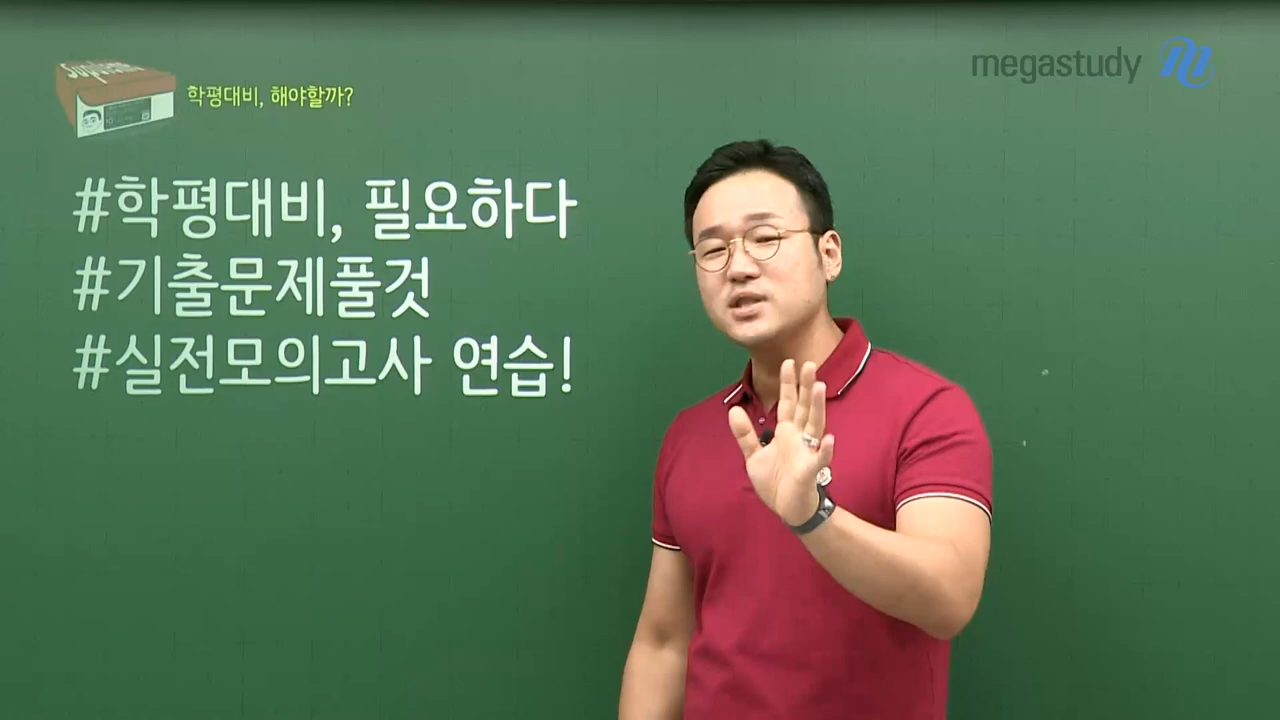 megastudy
학평대비, 해야할까?
#학평대비, 필요하다
#기출문제풀것
#실전모의고사 연습!